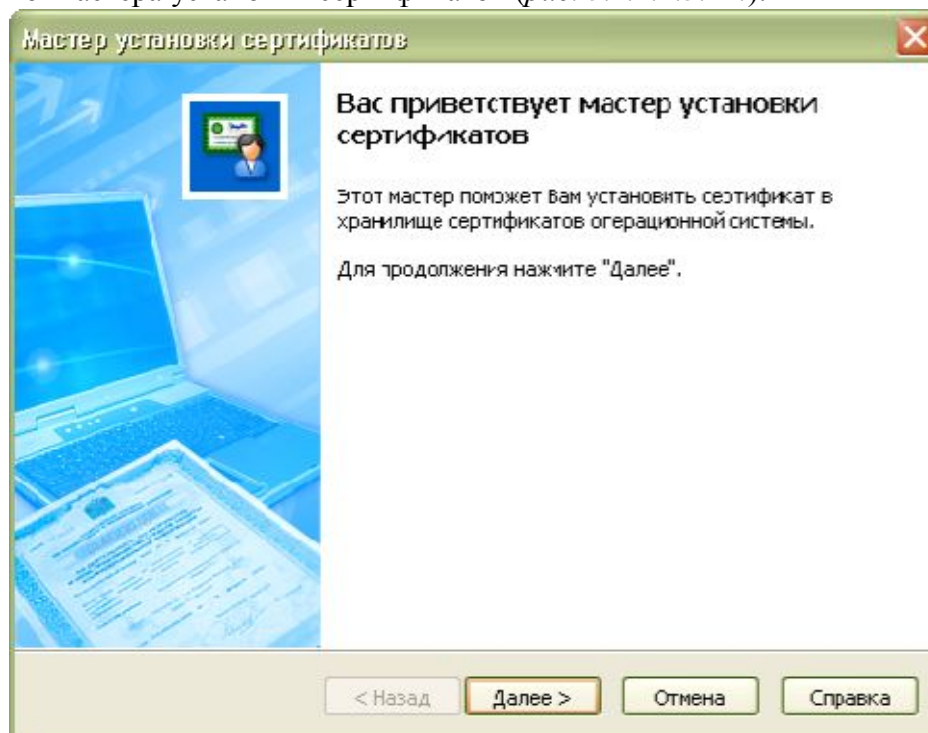 Мастер установки сертификатов
Вас приветствует мастер установки
сертификатов
Этот мастер поможет Вам установить сертификат в
хранилище сертификатов операционной системы.
Для продолжения нажмите "Далее".
< Назад Далее > Отмена Справка